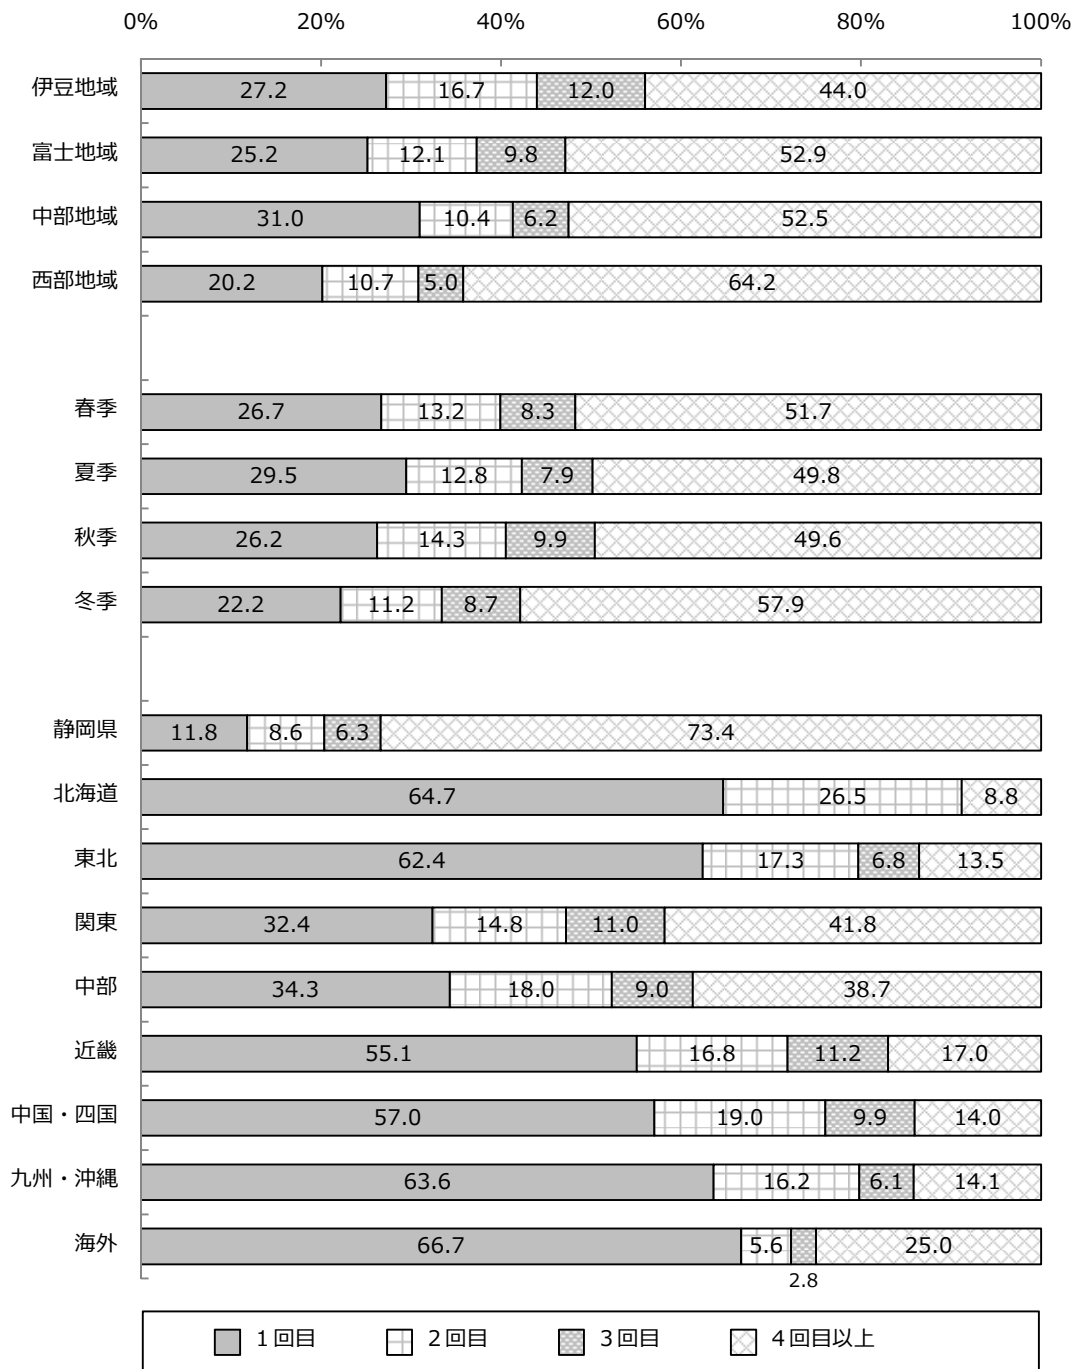 0% 20% 40% 60% 80% 100%
伊豆地域 27.2 16.7 12.0 44.0
富士地域 25.2 12.1 9.8 52.9
中部地域 31.0 10.4 6.2 52.5
西部地域 20.2 10.7 5.0 64.2
春季 26.7 13.2 8.3 51.7
夏季 29.5 12.8 7.9 49.8
秋季 26.2 14.3 9.9 49.6
冬季 22.2 11.2 8.7 57.9
静岡県 11.8 8.6 6.3 73.4
北海道 64.7 26.5 8.8
東北 62.4 17.3 6.8 13.5
関東 32.4 14.8 11.0 41.8
中部 34.3 18.0 9.0 38.7
近畿 55.1 16.8 11.2 17.0
中国・四国 57.0 19.0 9.9 14.0
九州・沖縄 63.6 16.2 6.1 14.1
海外 66.7 5.6 25.0
2.8
1回目 2回目 3回目 4回目以上